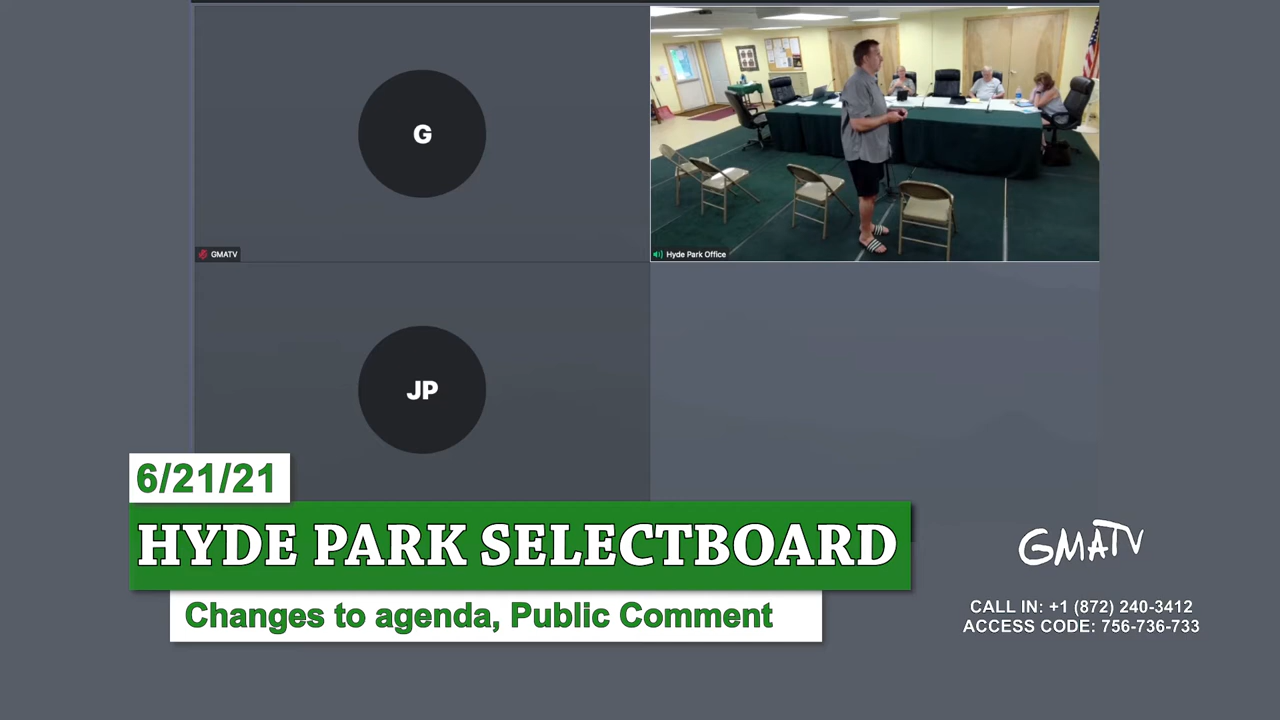 G
GMATV
Hyde Park Office
JP
6/21/21
HYDE PARK SELECTBOARD
Changes to agenda, Public Comment
GMATV
CALL IN: +1 (872) 240-3412
ACCESS CODE: 756-736-733